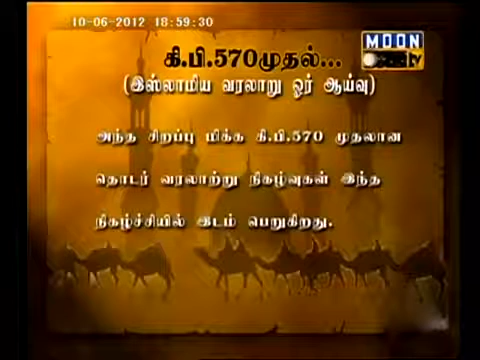 10-06-2012 18:59:30
MOON
tv
கி.பி.570முதல்...
(இஸ்லாமிய வரலாறு ஓர் ஆய்வு)
அந்த சிறப்பு மிக்க கி.பி.570 முதலான
தொடர் வரலாற்று நிகழ்வுகள் இந்த
நிகழ்ச்சியில் இடம் பெறுகிறது.